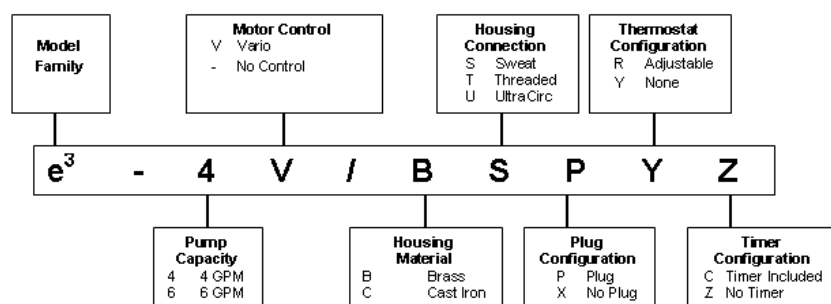 Model
Family
Motor Control
V Vario
- No Control
Housing
Connection
S Sweat
T Threaded
U UltraCirc
Thermostat
Configuration
R Adjustable
Y None
e³ - 4 V / B S P Y Z
Pump
Capacity
4 4 GPM
6 6 GPM
Housing
Material
B Brass
C Cast Iron
Plug
Configuration
P Plug
X No Plug
Timer
Configuration
C Timer Included
Z No Timer